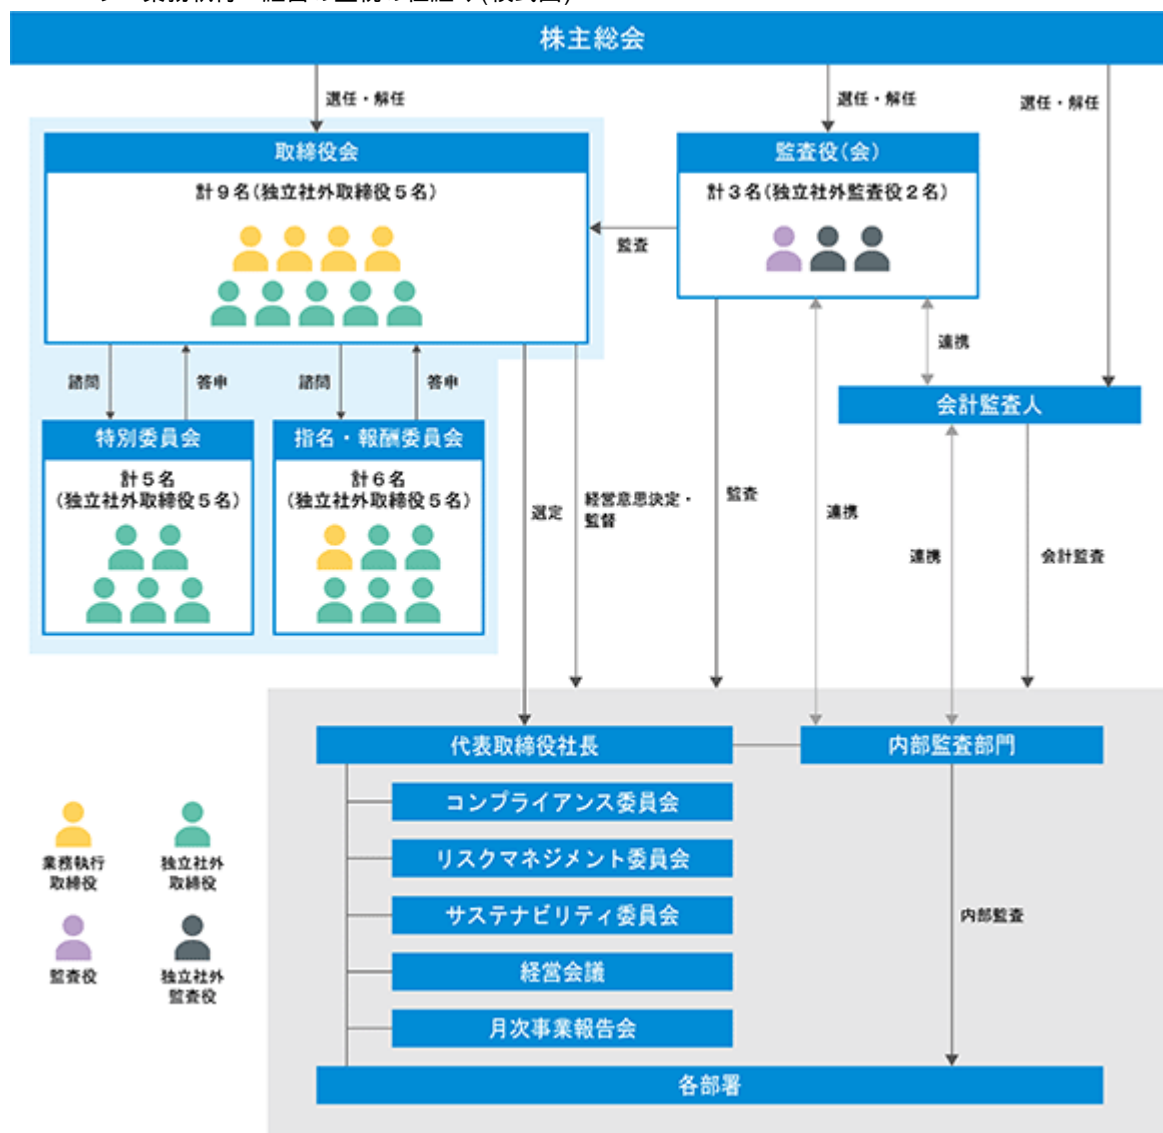 株主総会
選任・解任
選任・解任
選任・解任
取締役会
計9名(独立社外取締役5名)
監査役(会)
計3名(独立社外監査役2名)
監査
連携
会計監査人
諮問
答申
諮問
答申
特別委員会
計5名
(独立社外取締役5名)
指名・報酬委員会
計6名
(独立社外取締役5名)
選定
経営意思決定・
監督
監査
連携
連携
会計監査
代表取締役社長
内部監査部門
コンプライアンス委員会
リスクマネジメント委員会
サステナビリティ委員会
経営会議
月次事業報告会
内部監査
各部署
業務執行
取締役
独立社外
取締役
監査役
独立社外
監査役